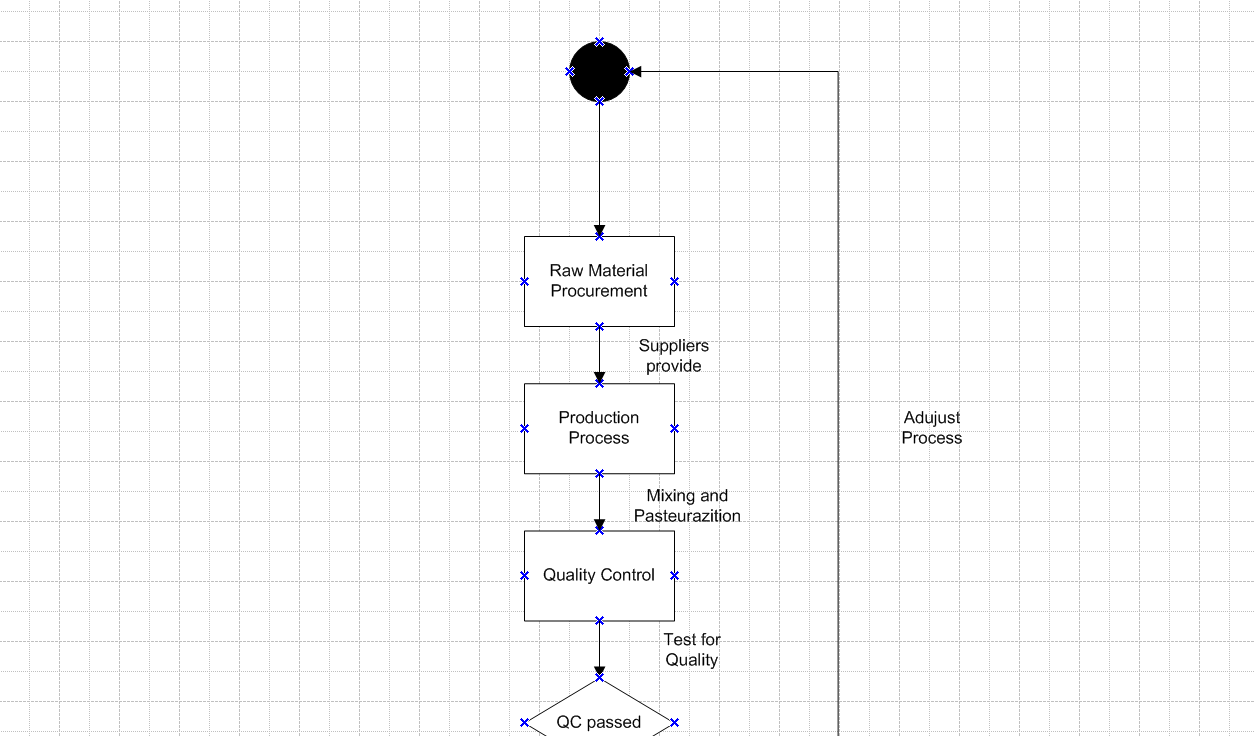 Raw Material
Procurement
Suppliers
provide
Production
Process
Adujust
Process
Mixing and
Pasteurazition
Quality Control
Test for
Quality
QC passed